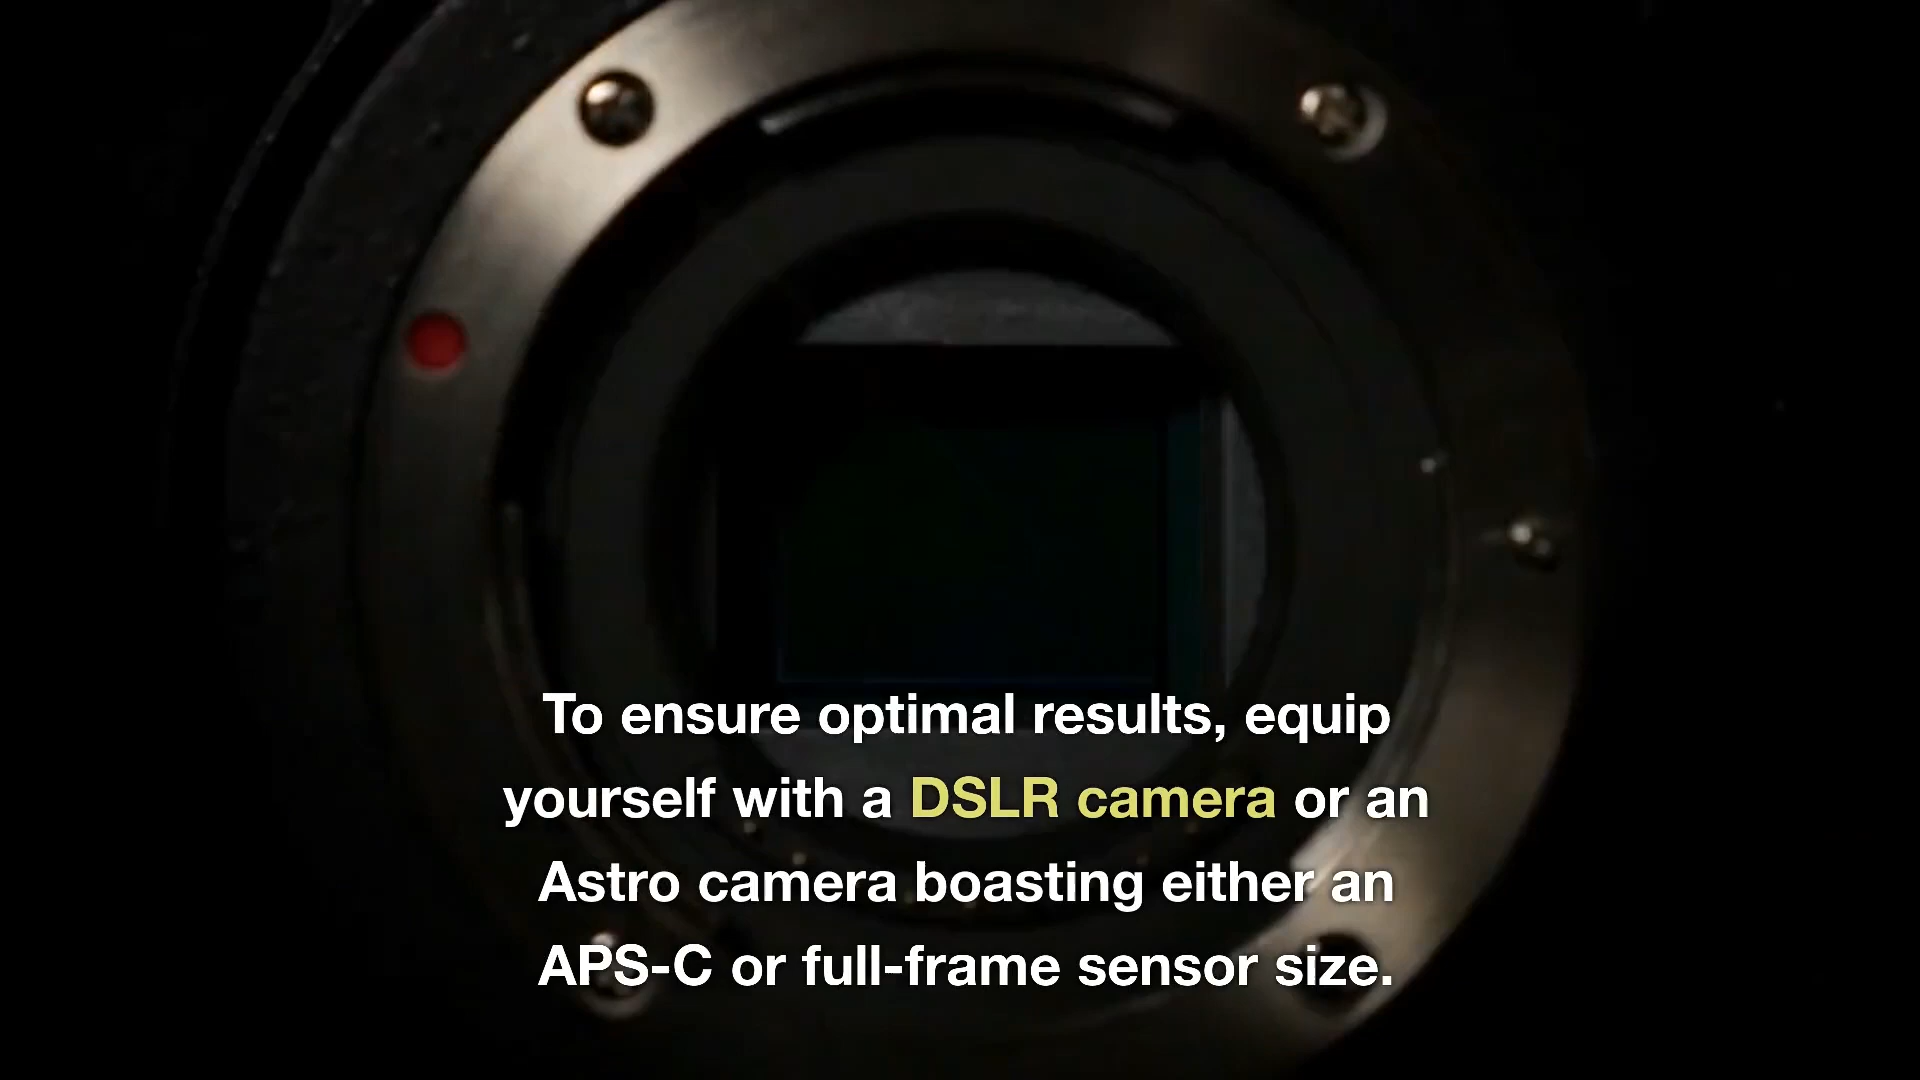 To ensure optimal results, equip
yourself with a DSLR camera or an
Astro camera boasting either an
APS-C or full-frame sensor size.